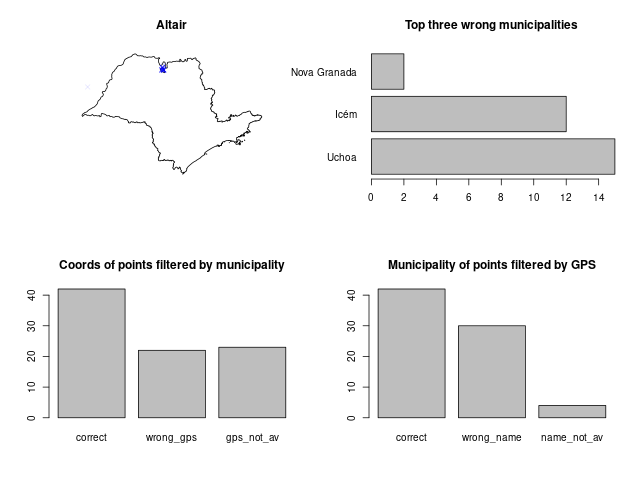 Altair
Top three wrong municipalities
Nova Granada
Icém
Uchoa
0 2 4 6 8 10 12 14
Coords of points filtered by municipality
40
30
20
10
0
correct wrong_gps gps_not_av
Municipality of points filtered by GPS
40
30
20
10
0
correct wrong_name name_not_av